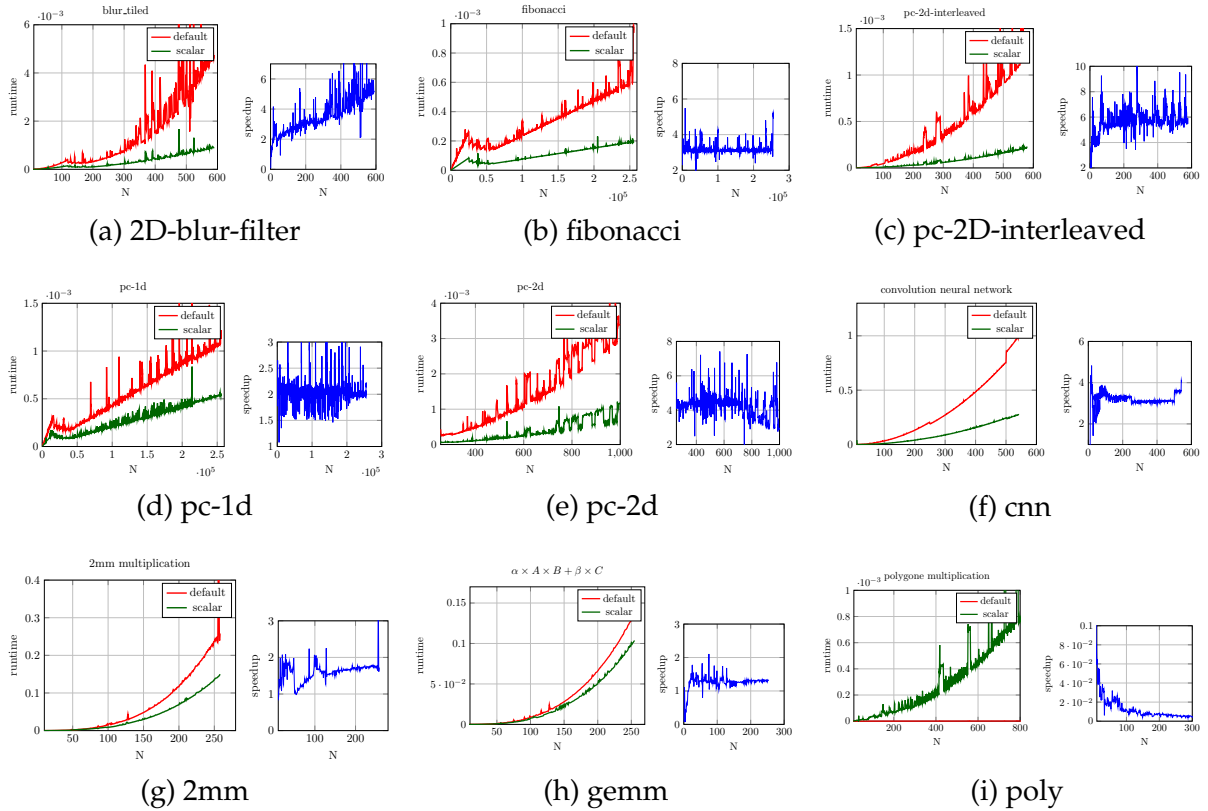 blur_tiled
·10⁻³
default
scalar
runtime
0
2
4
6
100 200 300 400 500 600
N
speedup
2
4
6
0 200 400 600
N
(a) 2D-blur-filter
fibonacci
·10⁻³
default
scalar
runtime
0
0.2
0.4
0.6
0.8
1
0 0.5 1 1.5 2 2.5
·10⁵
N
speedup
2
4
6
8
0 1 2 3
·10⁵
N
(b) fibonacci
pc-2d-interleaved
·10⁻³
default
scalar
runtime
0
0.5
1
1.5
100 200 300 400 500 600
N
speedup
2
4
6
8
10
0 200 400 600
N
(c) pc-2D-interleaved
pc-1d
·10⁻³
default
scalar
runtime
0
0.5
1
1.5
0 0.5 1 1.5 2 2.5
·10⁵
N
speedup
1
1.5
2
2.5
3
0 1 2 3
·10⁵
N
(d) pc-1d
pc-2d
·10⁻³
default
scalar
runtime
0
1
2
3
4
300 400 500 600 700 800 900 1,000
N
speedup
2
4
6
8
400 600 800 1,000
N
(e) pc-2d
convolution neural network
default
scalar
runtime
0
0.5
1
100 200 300 400 500 600
N
speedup
2
4
6
0 200 400 600
N
(f) cnn
2mm multiplication
default
scalar
runtime
0
0.1
0.2
0.3
0.4
50 100 150 200 250
N
speedup
0
1
2
3
100 200
N
(g) 2mm
α × A × B + β × C
default
scalar
runtime
0
5 · 10⁻²
0.1
0.15
50 100 150 200 250
N
speedup
0
1
2
3
0 100 200 300
N
(h) gemm
polygone multiplication
·10⁻³
default
scalar
runtime
0
0.2
0.4
0.6
0.8
1
200 400 600 800
N
speedup
0
2 · 10⁻²
4 · 10⁻²
6 · 10⁻²
8 · 10⁻²
0.1
100 200 300
N
(i) poly